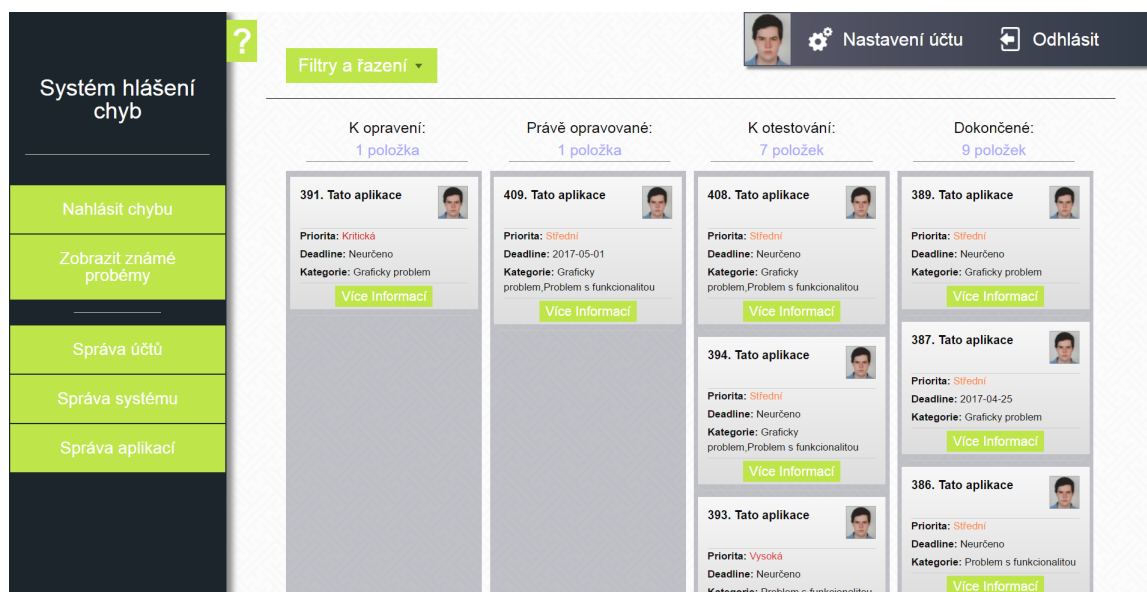 Systém hlášení
chyb
Nahlásit chybu
Zobrazit známé
probémy
Správa účtů
Správa systému
Správa aplikací
?
Filtry a řazení
Nastavení účtu
Odhlásit
K opravení:
1 položka
391. Tato aplikace
Priorita: Kritická
Deadline: Neurčeno
Kategorie: Graficky problem
Více Informací
Právě opravované:
1 položka
409. Tato aplikace
Priorita: Střední
Deadline: 2017-05-01
Kategorie: Graficky
problem,Problem s funkcionalitou
Více Informací
K otestování:
7 položek
408. Tato aplikace
Priorita: Střední
Deadline: Neurčeno
Kategorie: Graficky
problem,Problem s funkcionalitou
Více Informací
394. Tato aplikace
Priorita: Střední
Deadline: Neurčeno
Kategorie: Graficky
problem,Problem s funkcionalitou
Více Informací
393. Tato aplikace
Priorita: Vysoká
Deadline: Neurčeno
Kategorie: Problem s funkcionalitou
Dokončené:
9 položek
389. Tato aplikace
Priorita: Střední
Deadline: Neurčeno
Kategorie: Graficky problem
Více Informací
387. Tato aplikace
Priorita: Střední
Deadline: 2017-04-25
Kategorie: Graficky problem
Více Informací
386. Tato aplikace
Priorita: Střední
Deadline: Neurčeno
Kategorie: Problem s funkcionalitou
Více Informací